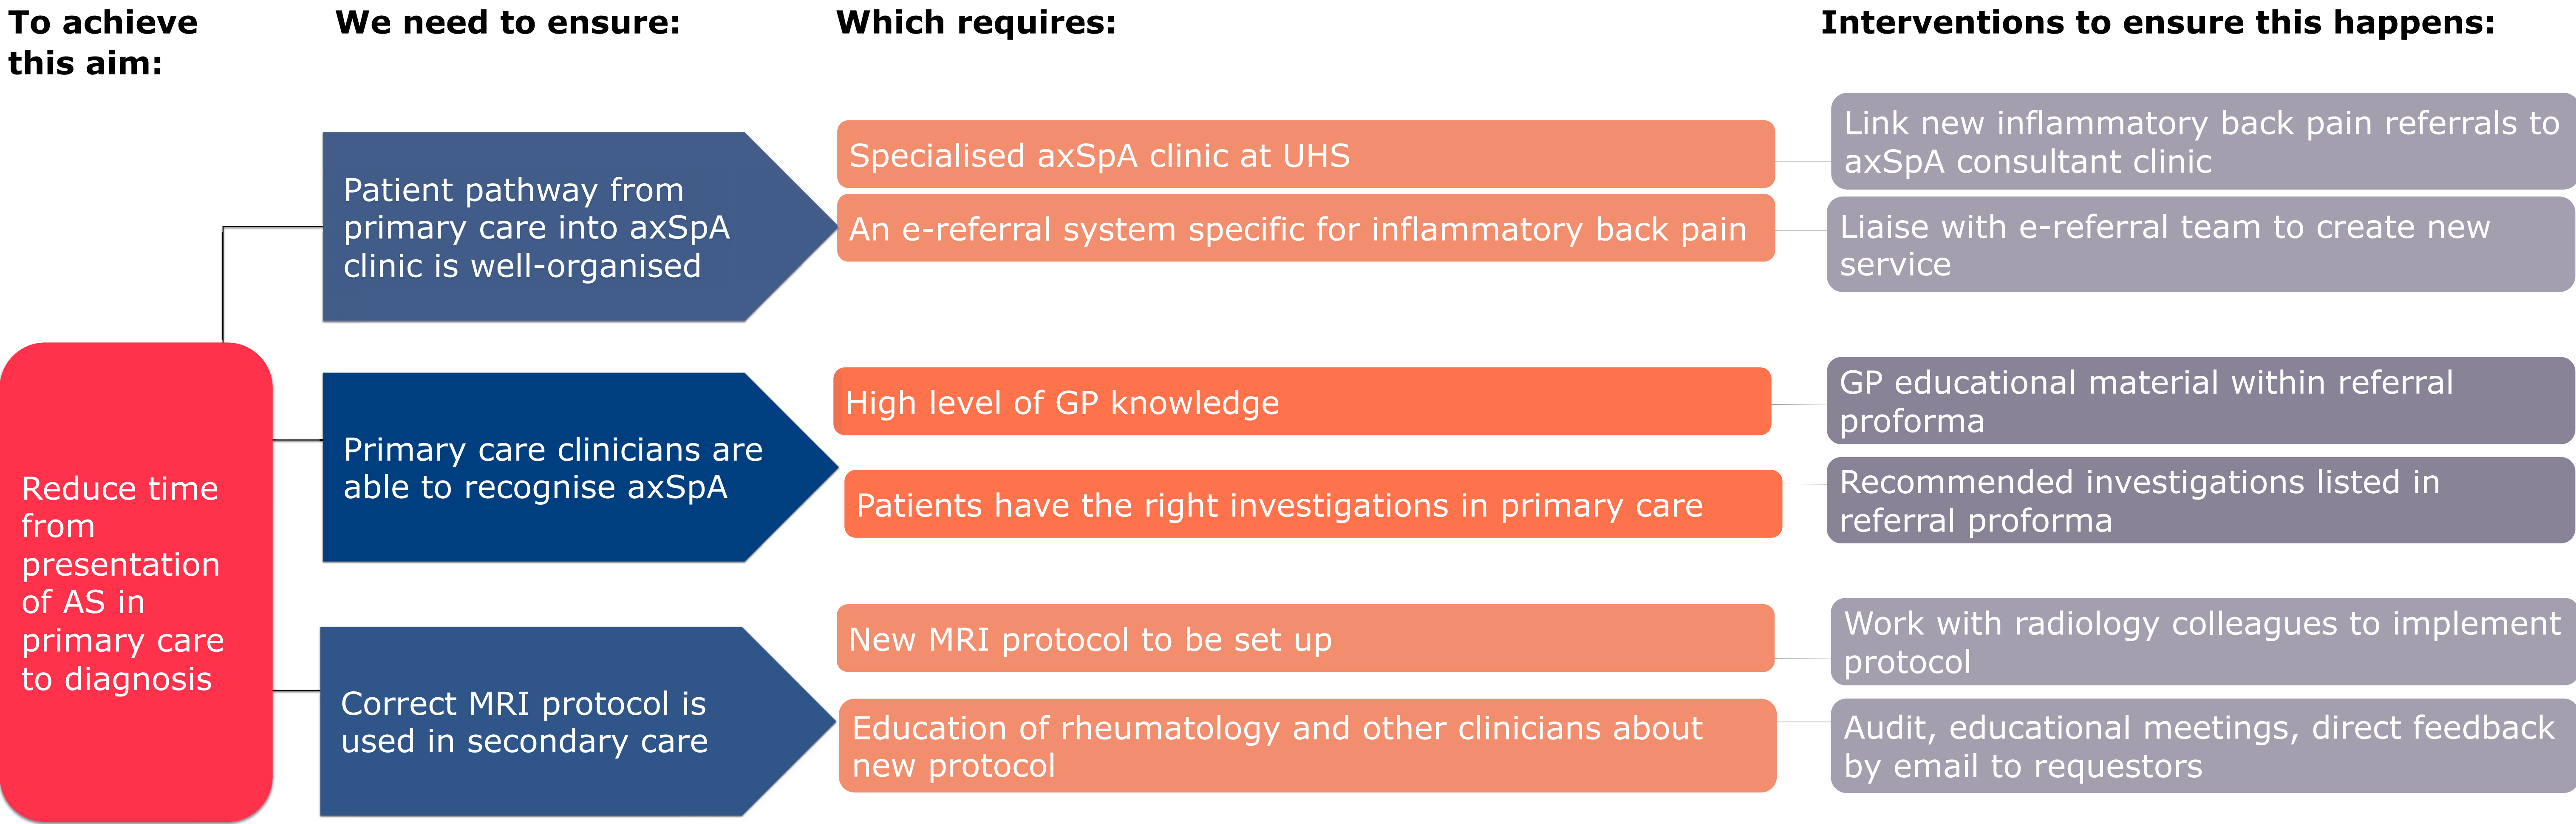 To achieve
this aim:
We need to ensure:
Which requires:
Interventions to ensure this happens:
Reduce time
from
presentation
of AS in
primary care
to diagnosis
Patient pathway from
primary care into axSpA
clinic is well-organised
Specialised axSpA clinic at UHS
Link new inflammatory back pain referrals to
axSpA consultant clinic
An e-referral system specific for inflammatory back pain
Liaise with e-referral team to create new
service
Primary care clinicians are
able to recognise axSpA
High level of GP knowledge
GP educational material within referral
proforma
Patients have the right investigations in primary care
Recommended investigations listed in
referral proforma
Correct MRI protocol is
used in secondary care
New MRI protocol to be set up
Work with radiology colleagues to implement
protocol
Education of rheumatology and other clinicians about
new protocol
Audit, educational meetings, direct feedback
by email to requestors